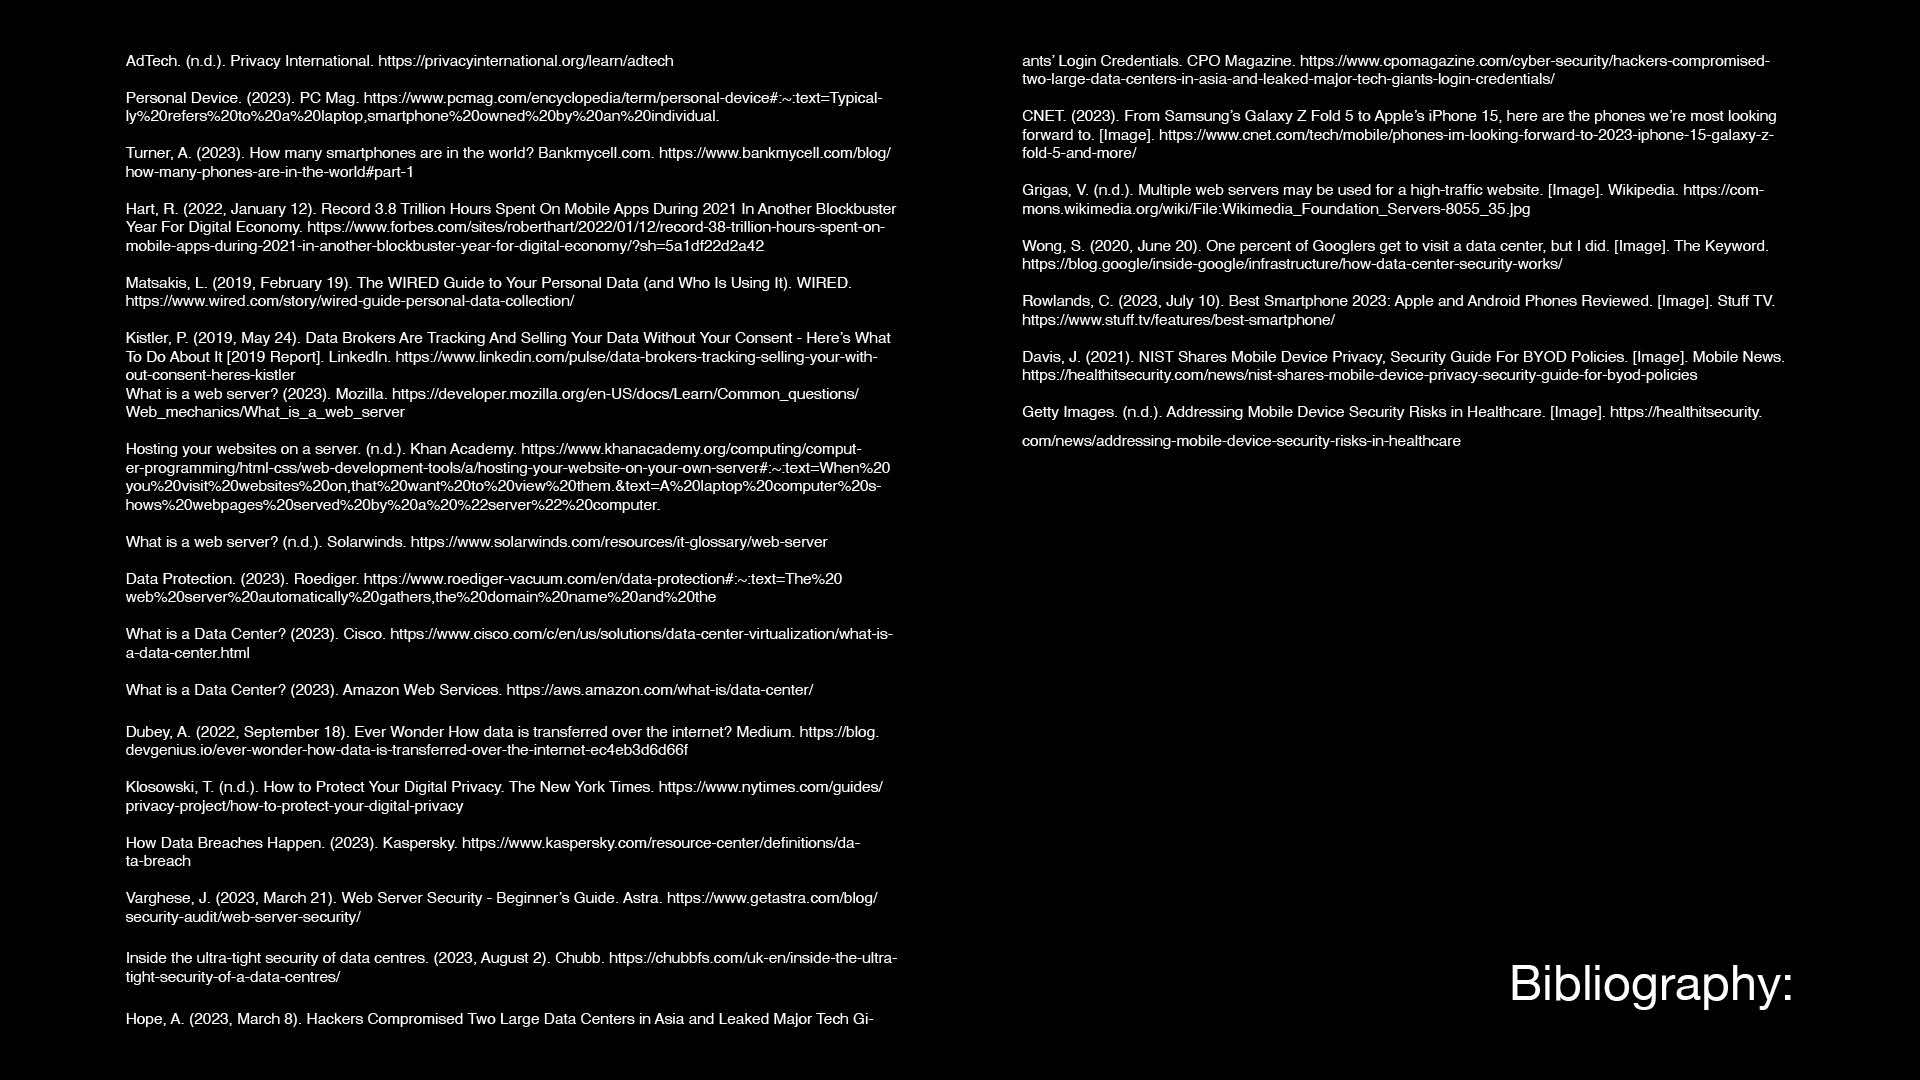 AdTech. (n.d.). Privacy International. https://privacyinternational.org/learn/adtech
Personal Device. (2023). PC Mag. https://www.pcmag.com/encyclopedia/term/personal-device#:~:text=Typical-
ly%20refers%20to%20a%20laptop,smartphone%20owned%20by%20an%20individual.
Turner, A. (2023). How many smartphones are in the world? Bankmycell.com. https://www.bankmycell.com/blog/
how-many-phones-are-in-the-world#part-1
Hart, R. (2022, January 12). Record 3.8 Trillion Hours Spent On Mobile Apps During 2021 In Another Blockbuster
Year For Digital Economy. https://www.forbes.com/sites/roberthart/2022/01/12/record-38-trillion-hours-spent-on-
mobile-apps-during-2021-in-another-blockbuster-year-for-digital-economy/?sh=5a1df22d2a42
Matsakis, L. (2019, February 19). The WIRED Guide to Your Personal Data (and Who Is Using It). WIRED.
https://www.wired.com/story/wired-guide-personal-data-collection/
Kistler, P. (2019, May 24). Data Brokers Are Tracking And Selling Your Data Without Your Consent - Here’s What
To Do About It [2019 Report]. LinkedIn. https://www.linkedin.com/pulse/data-brokers-tracking-selling-your-with-
out-consent-heres-kistler
What is a web server? (2023). Mozilla. https://developer.mozilla.org/en-US/docs/Learn/Common_questions/
Web_mechanics/What_is_a_web_server
Hosting your websites on a server. (n.d.). Khan Academy. https://www.khanacademy.org/computing/comput-
er-programming/html-css/web-development-tools/a/hosting-your-website-on-your-own-server#:~:text=When%20
you%20visit%20websites%20on,that%20want%20to%20view%20them.&text=A%20laptop%20computer%20s-
hows%20webpages%20served%20by%20a%20%22server%22%20computer.
What is a web server? (n.d.). Solarwinds. https://www.solarwinds.com/resources/it-glossary/web-server
Data Protection. (2023). Roediger. https://www.roediger-vacuum.com/en/data-protection#:~:text=The%20
web%20server%20automatically%20gathers,the%20domain%20name%20and%20the
What is a Data Center? (2023). Cisco. https://www.cisco.com/c/en/us/solutions/data-center-virtualization/what-is-
a-data-center.html
What is a Data Center? (2023). Amazon Web Services. https://aws.amazon.com/what-is/data-center/
Dubey, A. (2022, September 18). Ever Wonder How data is transferred over the internet? Medium. https://blog.
devgenius.io/ever-wonder-how-data-is-transferred-over-the-internet-ec4eb3d6d66f
Klosowski, T. (n.d.). How to Protect Your Digital Privacy. The New York Times. https://www.nytimes.com/guides/
privacy-project/how-to-protect-your-digital-privacy
How Data Breaches Happen. (2023). Kaspersky. https://www.kaspersky.com/resource-center/definitions/da-
ta-breach
Varghese, J. (2023, March 21). Web Server Security - Beginner’s Guide. Astra. https://www.getastra.com/blog/
security-audit/web-server-security/
Inside the ultra-tight security of data centres. (2023, August 2). Chubb. https://chubbfs.com/uk-en/inside-the-ultra-
tight-security-of-a-data-centres/
Hope, A. (2023, March 8). Hackers Compromised Two Large Data Centers in Asia and Leaked Major Tech Gi-
ants’ Login Credentials. CPO Magazine. https://www.cpomagazine.com/cyber-security/hackers-compromised-
two-large-data-centers-in-asia-and-leaked-major-tech-giants-login-credentials/
CNET. (2023). From Samsung’s Galaxy Z Fold 5 to Apple’s iPhone 15, here are the phones we’re most looking
forward to. [Image]. https://www.cnet.com/tech/mobile/phones-im-looking-forward-to-2023-iphone-15-galaxy-z-
fold-5-and-more/
Grigas, V. (n.d.). Multiple web servers may be used for a high-traffic website. [Image]. Wikipedia. https://com-
mons.wikimedia.org/wiki/File:Wikimedia_Foundation_Servers-8055_35.jpg
Wong, S. (2020, June 20). One percent of Googlers get to visit a data center, but I did. [Image]. The Keyword.
https://blog.google/inside-google/infrastructure/how-data-center-security-works/
Rowlands, C. (2023, July 10). Best Smartphone 2023: Apple and Android Phones Reviewed. [Image]. Stuff TV.
https://www.stuff.tv/features/best-smartphone/
Davis, J. (2021). NIST Shares Mobile Device Privacy, Security Guide For BYOD Policies. [Image]. Mobile News.
https://healthitsecurity.com/news/nist-shares-mobile-device-privacy-security-guide-for-byod-policies
Getty Images. (n.d.). Addressing Mobile Device Security Risks in Healthcare. [Image]. https://healthitsecurity.
com/news/addressing-mobile-device-security-risks-in-healthcare
Bibliography: